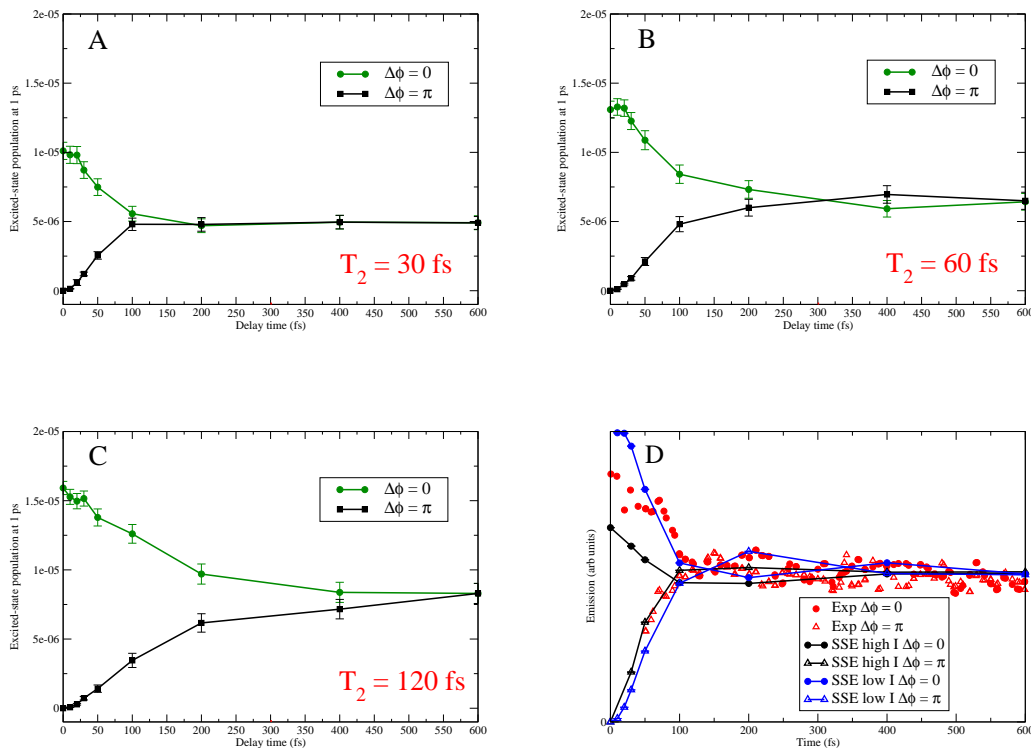 A
2e-05
1.5e-05
1e-05
5e-06
0
Excited-state population at 1 ps
Δϕ = 0
Δϕ = π
T2 = 30 fs
0 50 100 150 200 250 300 350 400 450 500 550 600
Delay time (fs)
B
2e-05
1.5e-05
1e-05
5e-06
0
Excited-state population at 1 ps
Δϕ = 0
Δϕ = π
T2 = 60 fs
0 50 100 150 200 250 300 350 400 450 500 550 600
Delay time (fs)
C
2e-05
1.5e-05
1e-05
5e-06
0
Excited-state population at 1 ps
Δϕ = 0
Δϕ = π
T2 = 120 fs
0 50 100 150 200 250 300 350 400 450 500 550 600
Delay time (fs)
D
Emission (arb units)
Exp Δϕ = 0
Exp Δϕ = π
SSE high I Δϕ = 0
SSE high I Δϕ = π
SSE low I Δϕ = 0
SSE low I Δϕ = π
0
0 100 200 300 400 500 600
Time (fs)